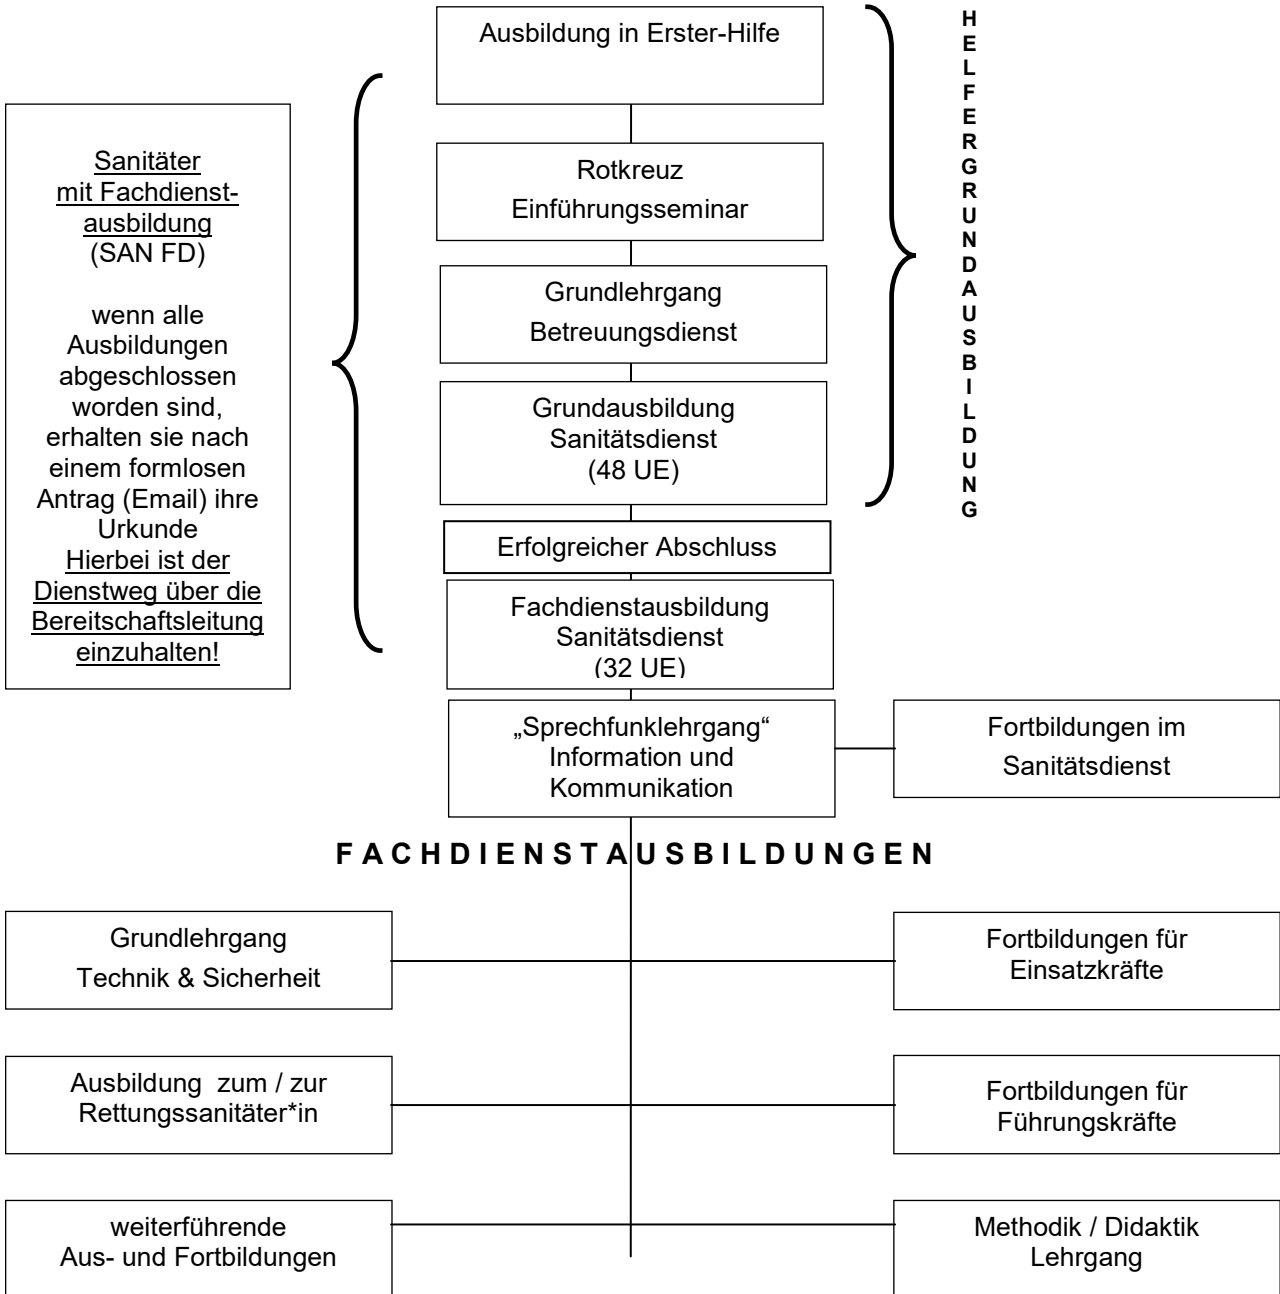 Ausbildung in Erster-Hilfe
H
E
L
F
E
R
G
R
U
N
D
A
U
S
B
I
L
D
U
N
G
Sanitäter
mit Fachdienst-
ausbildung
(SAN FD)
wenn alle
Ausbildungen
abgeschlossen
worden sind,
erhalten sie nach
einem formlosen
Antrag (Email) ihre
Urkunde
Hierbei ist der
Dienstweg über die
Bereitschaftsleitung
einzuhalten!
Rotkreuz
Einführungsseminar
Grundlehrgang
Betreuungsdienst
Grundausbildung
Sanitätsdienst
(48 UE)
Erfolgreicher Abschluss
Fachdienstausbildung
Sanitätsdienst
(32 UE)
„Sprechfunklehrgang“
Information und
Kommunikation
Fortbildungen im
Sanitätsdienst
F A C H D I E N S T A U S B I L D U N G E N
Grundlehrgang
Technik & Sicherheit
Fortbildungen für
Einsatzkräfte
Ausbildung  zum / zur
Rettungssanitäter*in
Fortbildungen für
Führungskräfte
weiterführende
Aus- und Fortbildungen
Methodik / Didaktik
Lehrgang